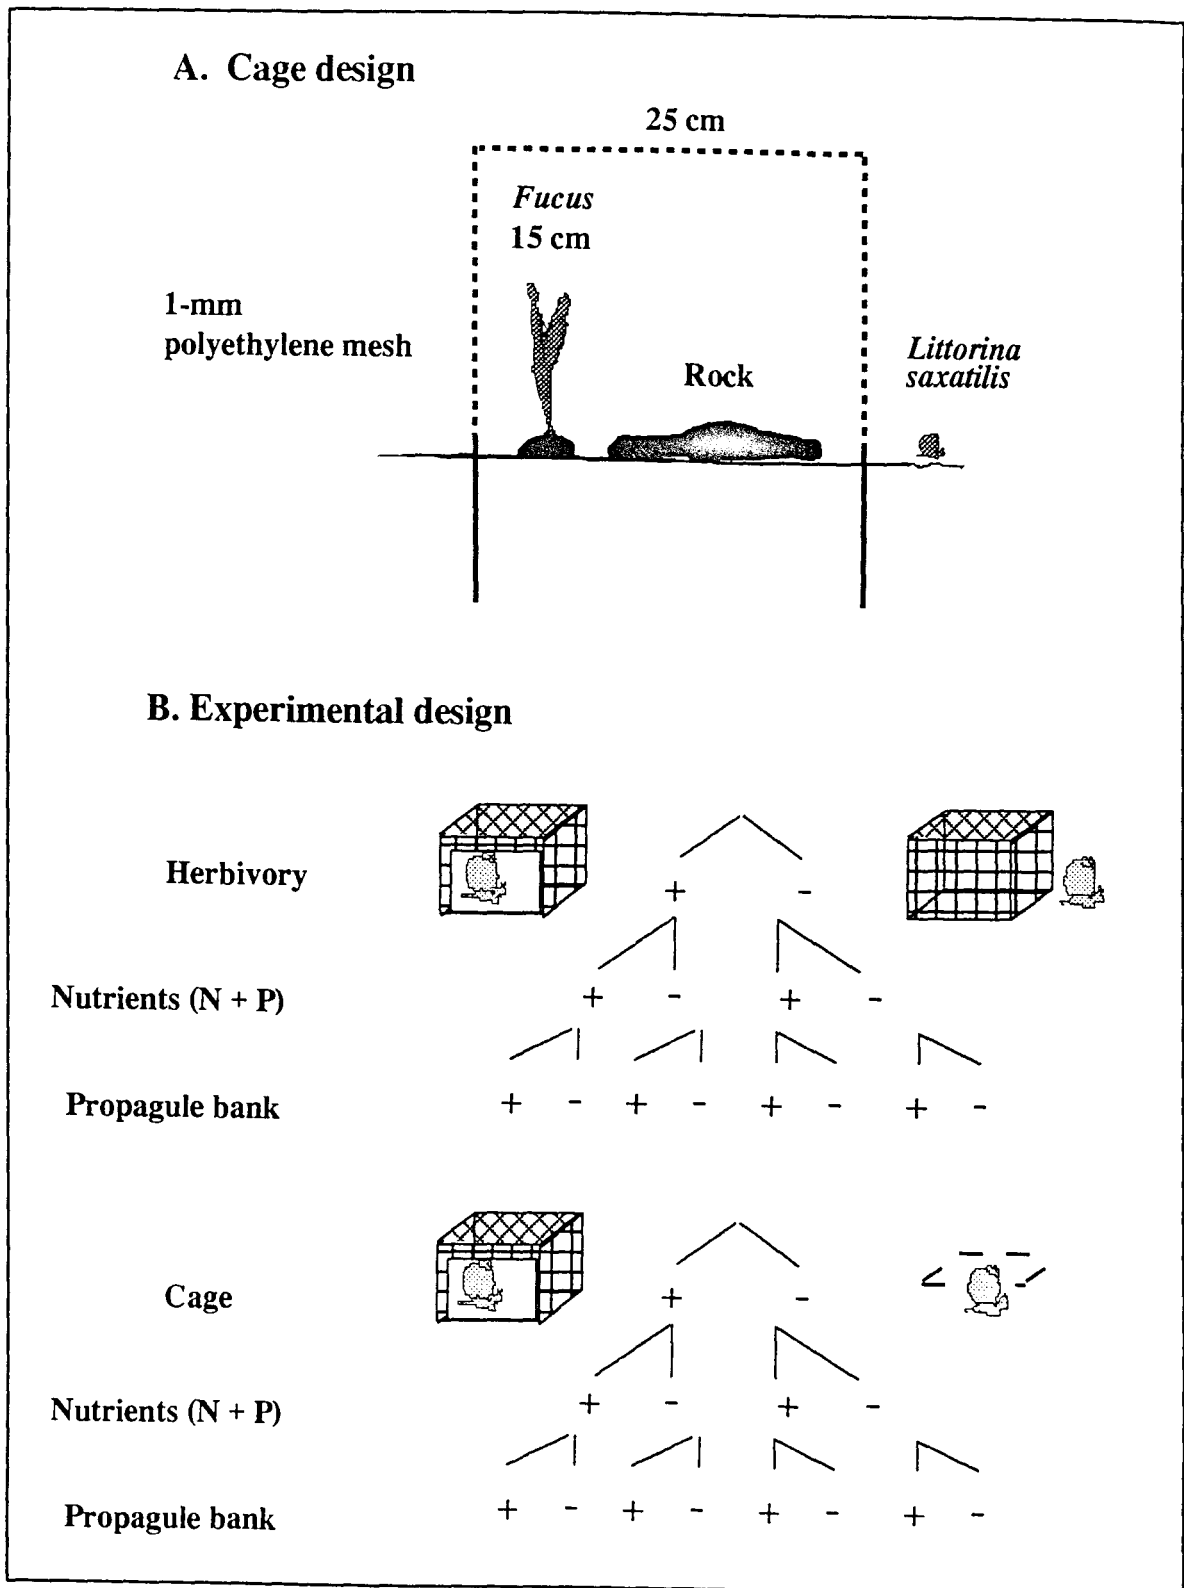 A. Cage design
25 cm
Fucus
15 cm
1-mm
polyethylene mesh
Rock
Littorina
saxatilis
B. Experimental design
Herbivory
+ -
Nutrients (N + P)
+ - + -
Propagule bank
+ - + - + - + -
Cage
+ -
Nutrients (N + P)
+ - + -
Propagule bank
+ - + - + - + -